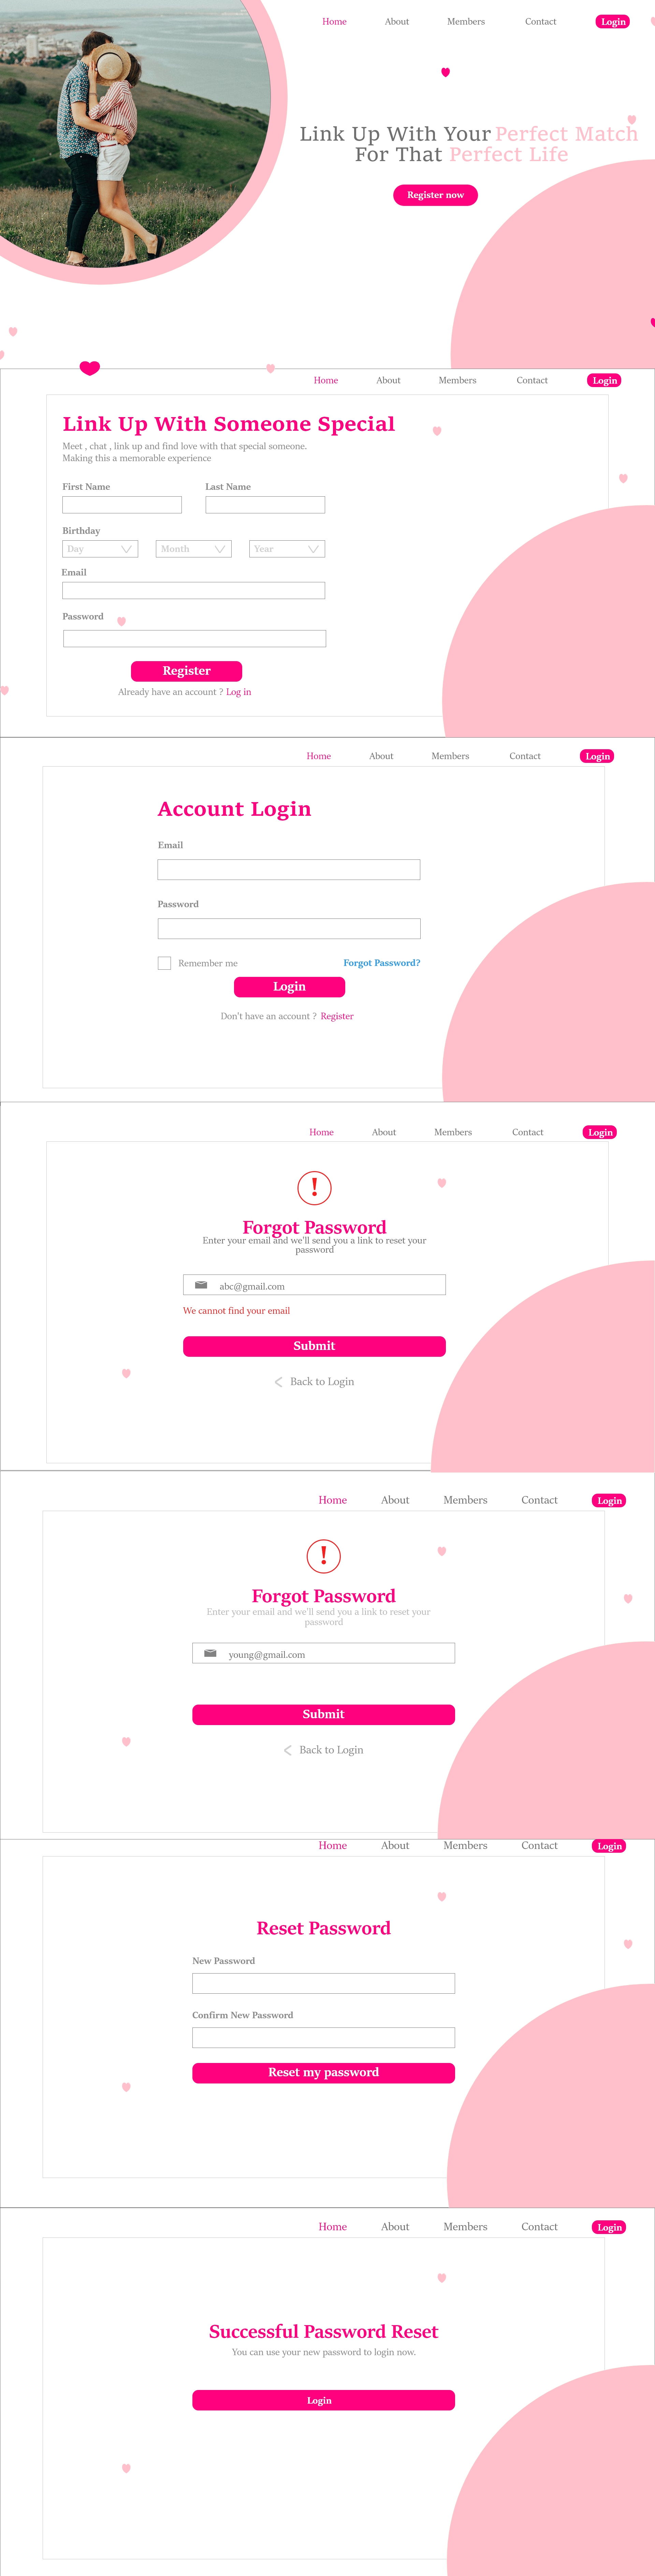 Home About Members Contact Login
Link Up With Your Perfect Match
For That Perfect Life
Register now
Home About Members Contact Login
Link Up With Someone Special
Meet , chat , link up and find love with that special someone.
Making this a memorable experience
First Name Last Name
Birthday
Day Month Year
Email
Password
Register
Already have an account ? Log in
Home About Members Contact Login
Account Login
Email
Password
Remember me Forgot Password?
Login
Don't have an account ? Register
Home About Members Contact Login
!
Forgot Password
Enter your email and we'll send you a link to reset your
password
abc@gmail.com
We cannot find your email
Submit
< Back to Login
Home About Members Contact Login
!
Forgot Password
Enter your email and we'll send you a link to reset your
password
young@gmail.com
Submit
< Back to Login
Home About Members Contact Login
Reset Password
New Password
Confirm New Password
Reset my password
Home About Members Contact Login
Successful Password Reset
You can use your new password to login now.
Login